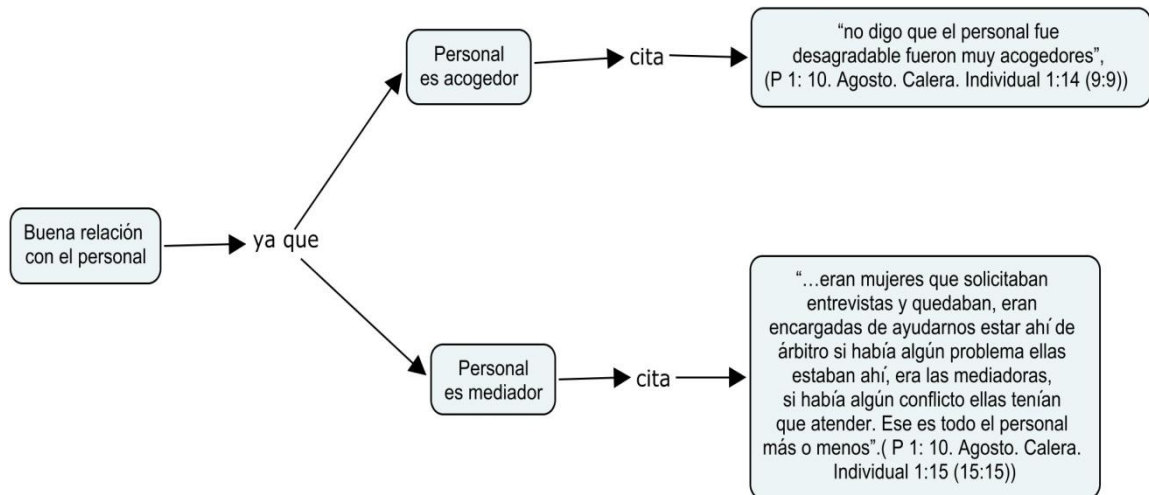 Buena relación
con el personal
ya que
Personal
es acogedor
cita
“no digo que el personal fue
desagradable fueron muy acogedores”,
(P 1: 10. Agosto. Calera. Individual 1:14 (9:9))
Personal
es mediador
cita
“…eran mujeres que solicitaban
entrevistas y quedaban, eran
encargadas de ayudarnos estar ahí de
árbitro si había algún problema ellas
estaban ahí, era las mediadoras,
si había algún conflicto ellas tenían
que atender. Ese es todo el personal
más o menos”.( P 1: 10. Agosto. Calera.
Individual 1:15 (15:15))